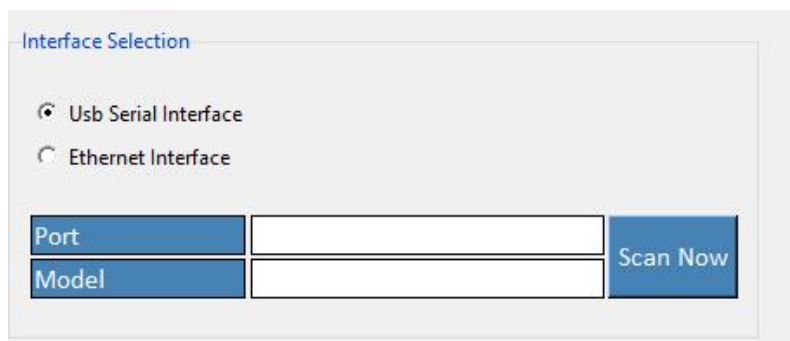 Interface Selection
Usb Serial Interface
Ethernet Interface
Port
Model
Scan Now